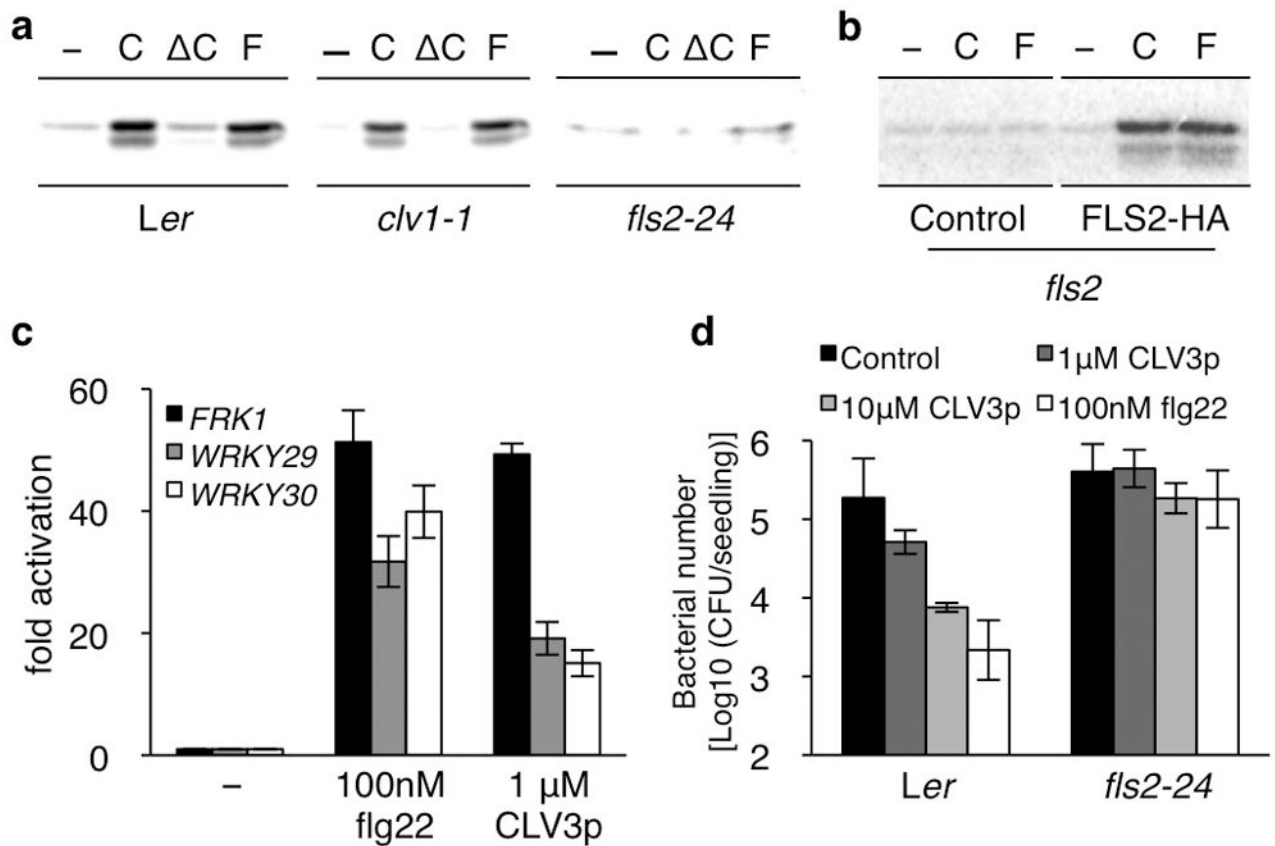 a
– C ΔC F
– C ΔC F
– C ΔC F
Ler
clv1-1
fls2-24
b
– C F
– C F
Control
FLS2-HA
fls2
c
fold activation
60
40
20
0
FRK1
WRKY29
WRKY30
–
100nM
flg22
1 µM
CLV3p
d
Control
1µM CLV3p
10µM CLV3p
100nM flg22
Bacterial number
[Log10 (CFU/seedling)]
6
5
4
3
2
Ler
fls2-24